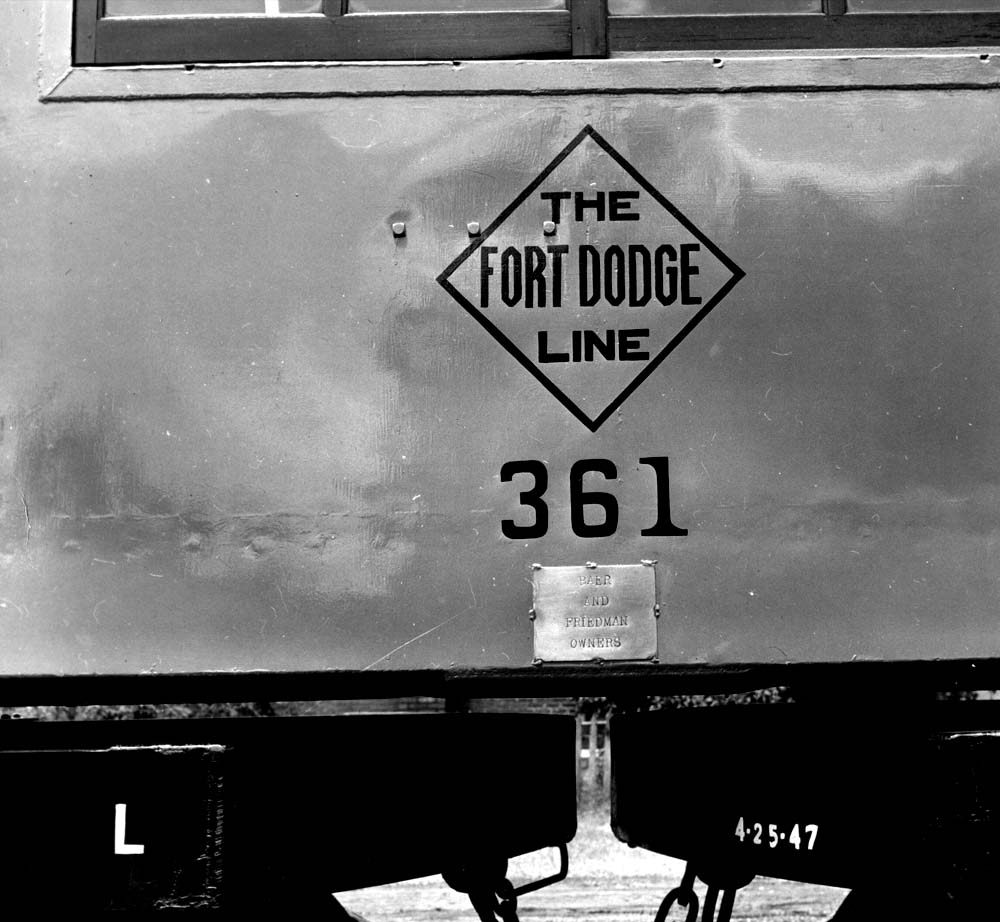 THE
FORT DODGE
LINE
361
BAER
AND
FRIEDMAN
OWNERS
L
4-25-47